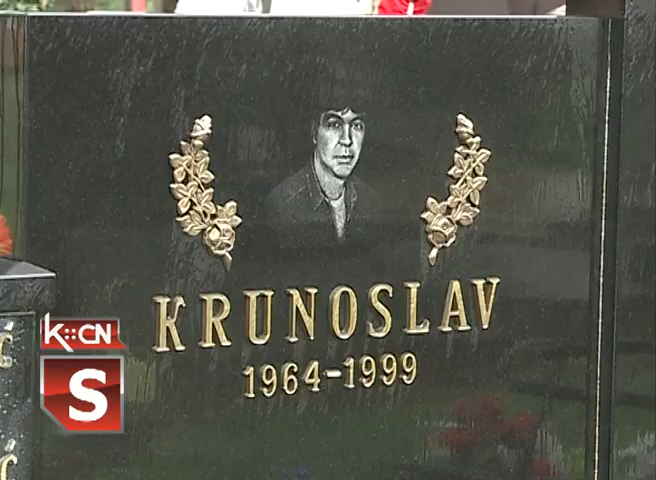 KRUNOSLAV
1964-1999
K::CN
S
Ć
Ć